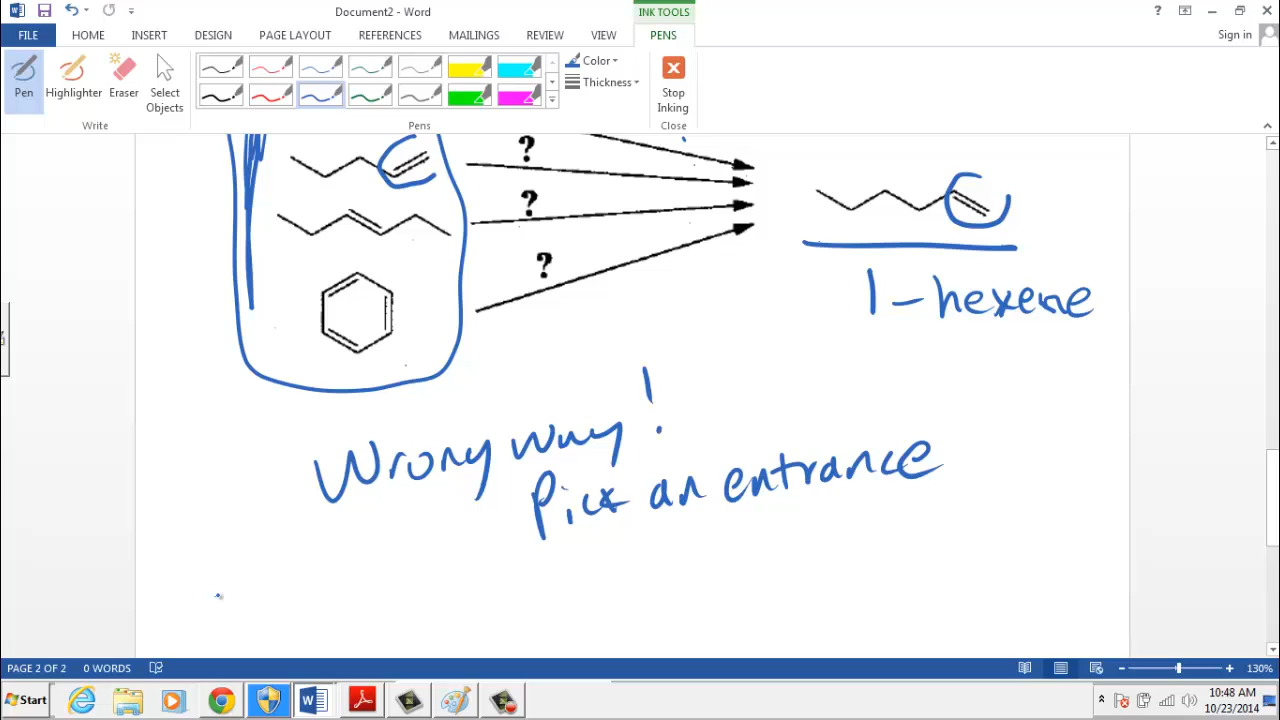 Document2 - Word
INK TOOLS
?
Sign in
FILE
HOME
INSERT
DESIGN
PAGE LAYOUT
REFERENCES
MAILINGS
REVIEW
VIEW
PENS
Pen
Highlighter
Eraser
Select
Objects
Color
Thickness
Stop
Inking
Write
Pens
Close
?
?
?
1-hexene
Wrong way!
Pick an entrance
PAGE 2 OF 2
0 WORDS
130%
Start
10:48 AM
10/23/2014